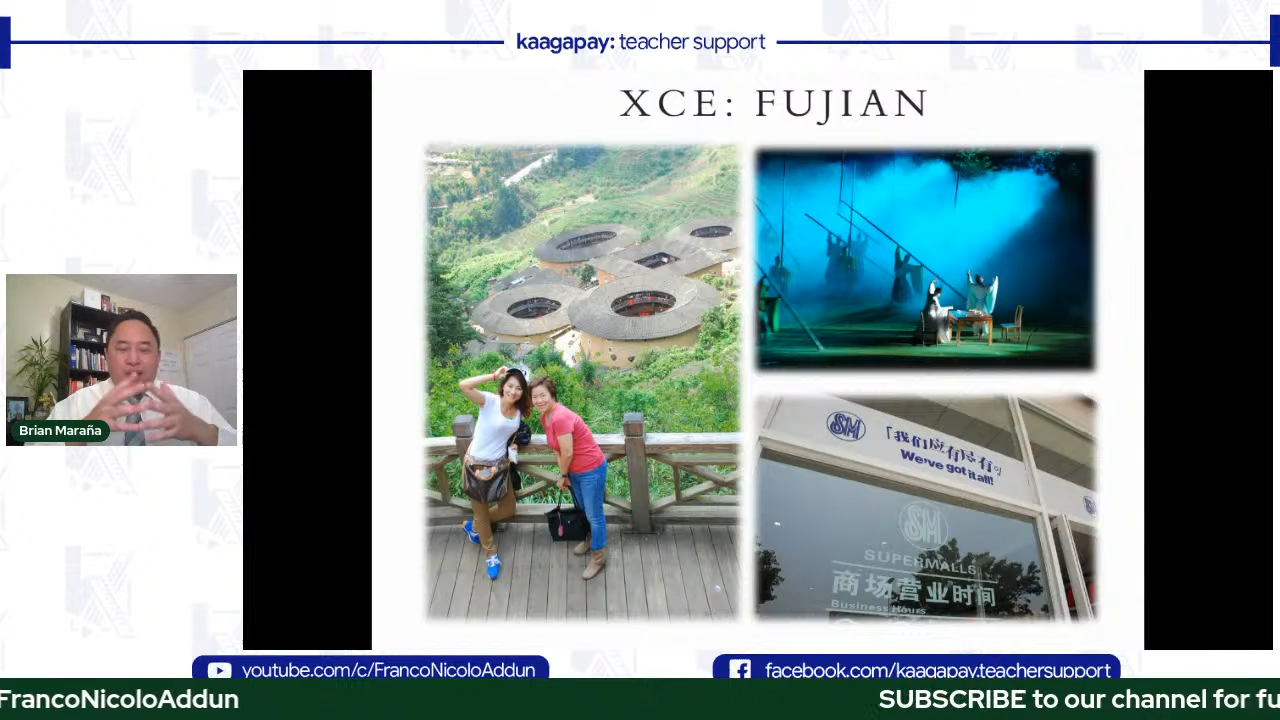 kaagapay: teacher support
XCE: FUJIAN
Brian Maraña
SM
「我们应有尽有。」
We've got it all!
SM
SUPERMALLS
商场营业时间
Business Hours
youtube.com/c/FrancoNicoloAddun
facebook.com/kaagapay.teachersupport
FrancoNicoloAddun
SUBSCRIBE to our channel for fu